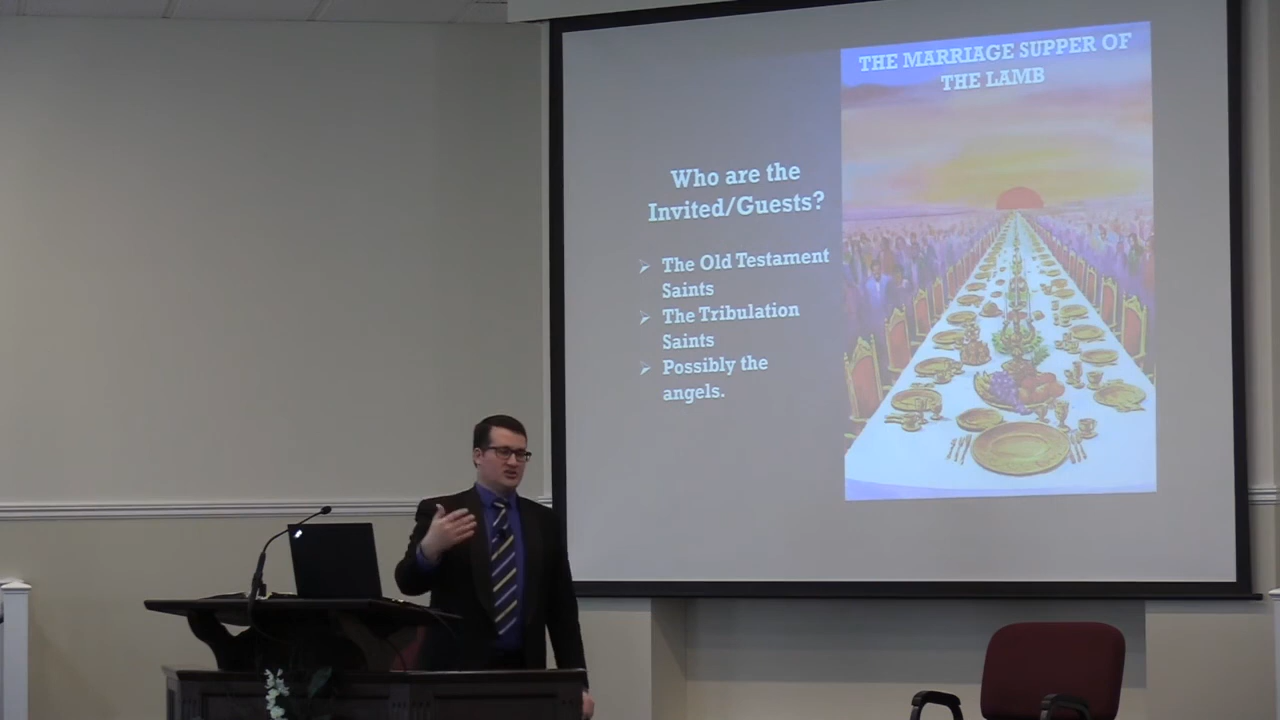 THE MARRIAGE SUPPER OF
THE LAMB
Who are the
Invited/Guests?
The Old Testament
Saints
The Tribulation
Saints
Possibly the
angels.